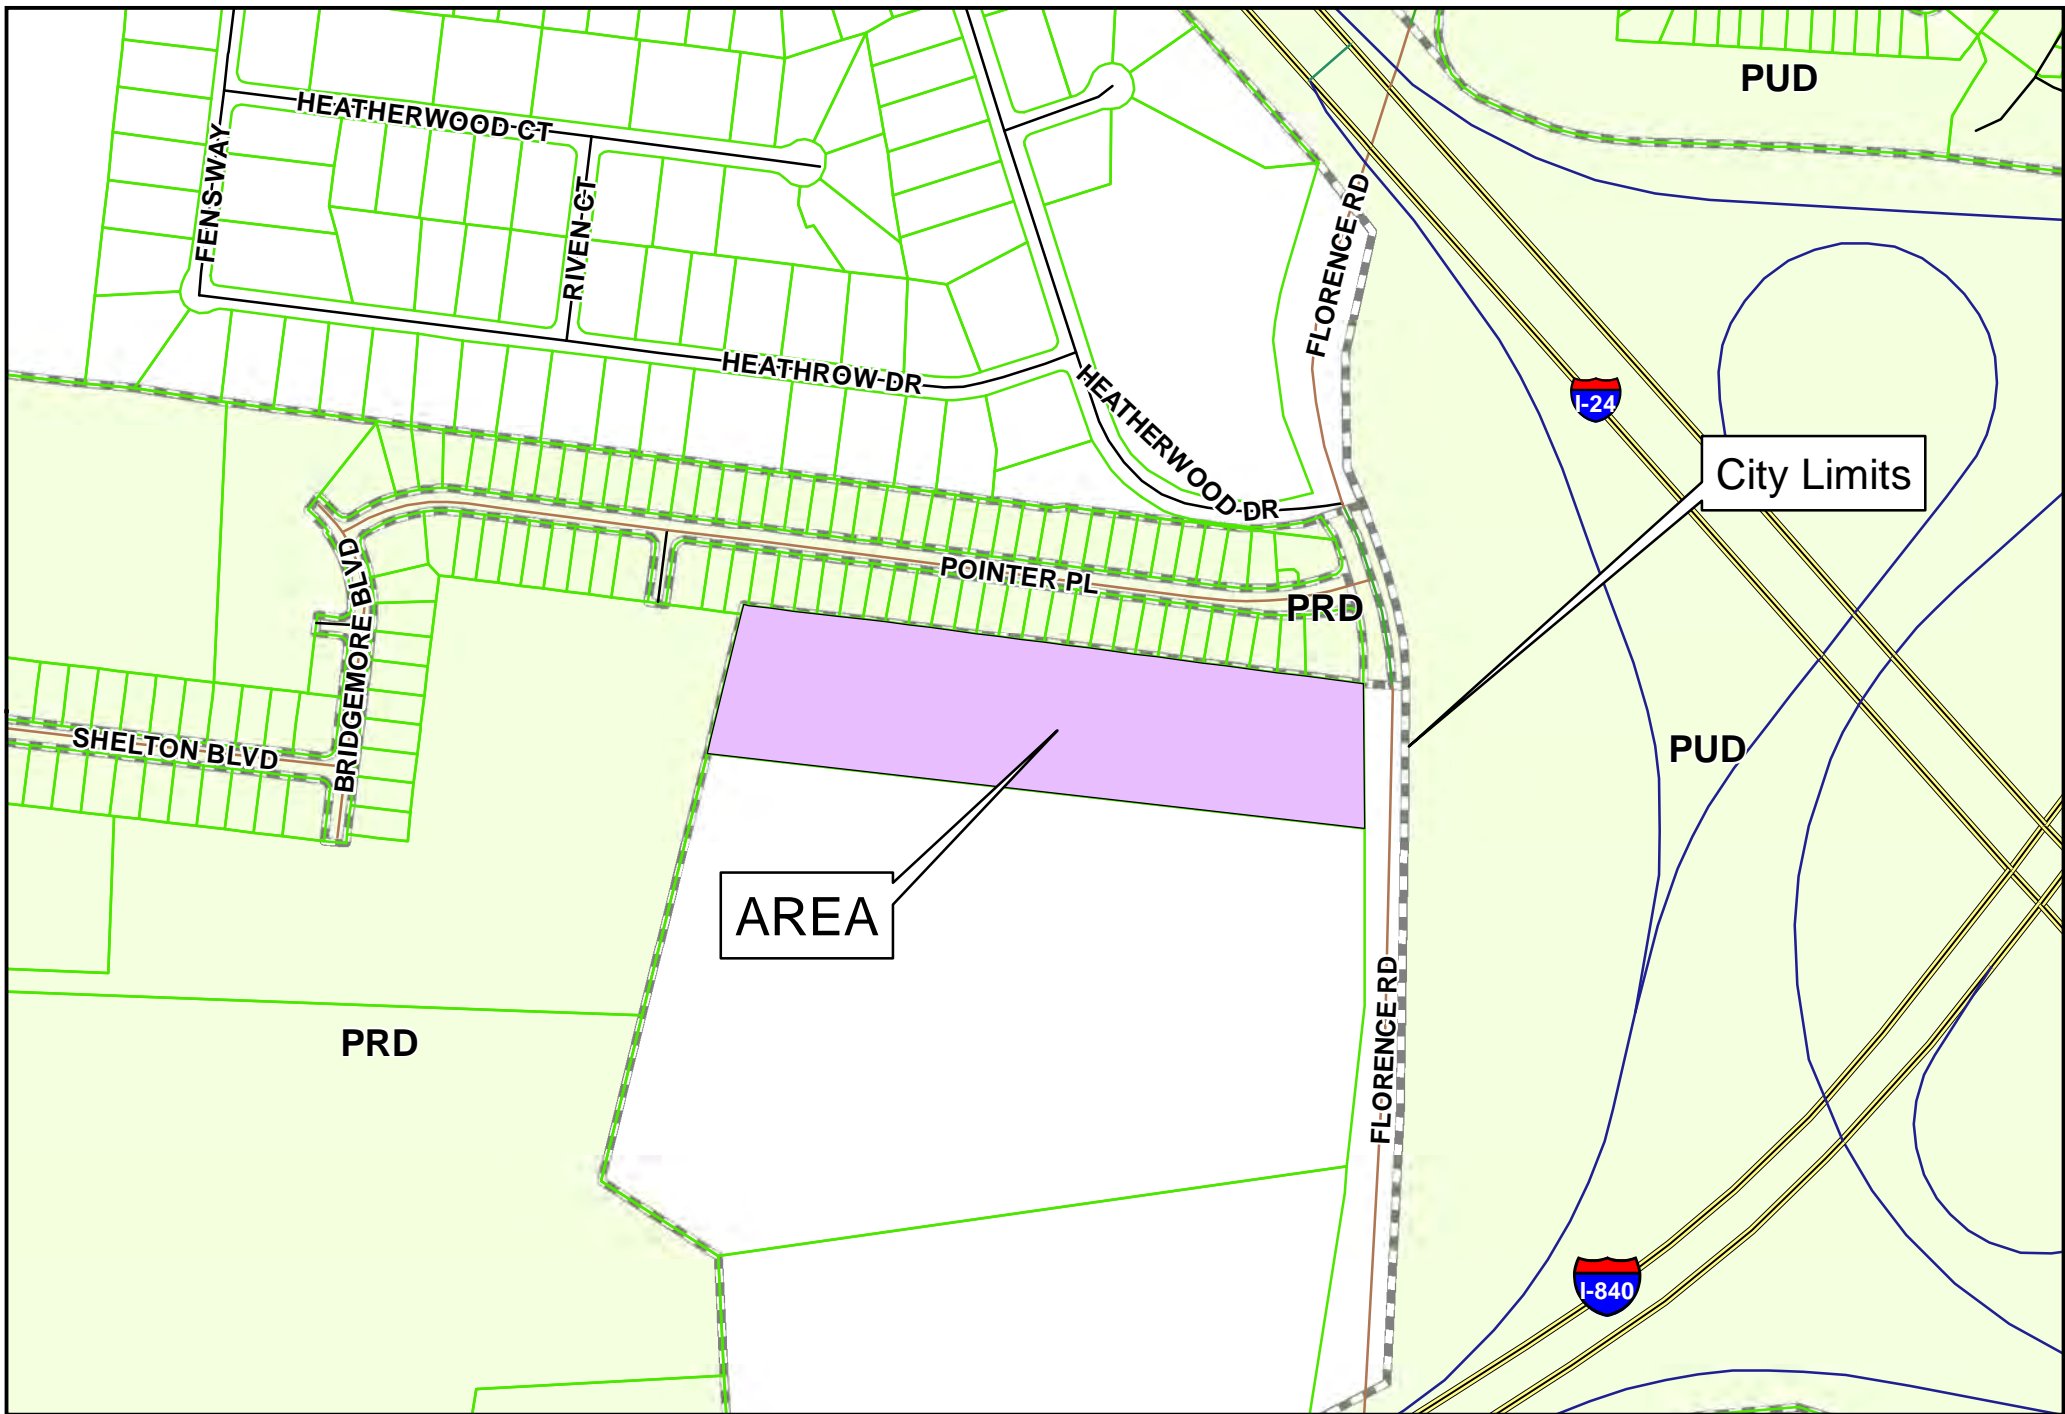 PUD
HEATHERWOOD CT
FENS WAY
RIVEN CT
FLORENCE RD
HEATHROW DR
HEATHERWOOD DR
I-24
City Limits
POINTER PL
PRD
BRIDGEMORE BLVD
SHELTON BLVD
PUD
AREA
PRD
FLORENCE RD
I-840